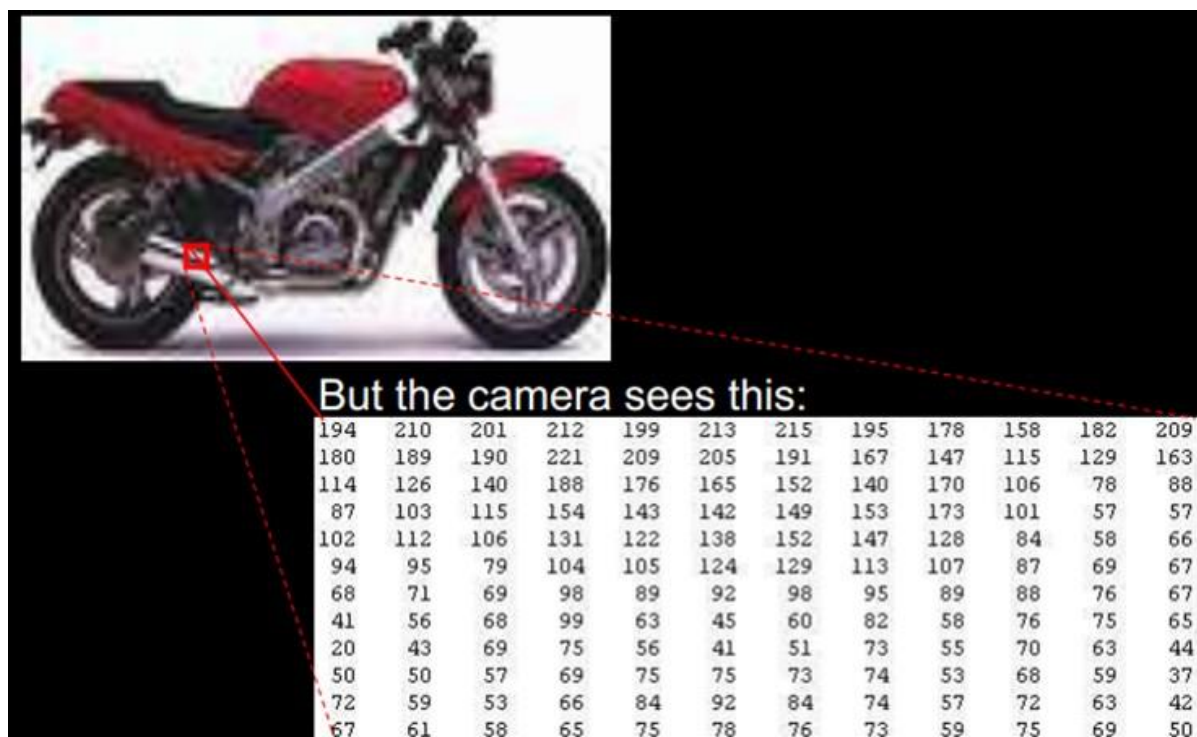 But the camera sees this:
194 210 201 212 199 213 215 195 178 158 182 209
180 189 190 221 209 205 191 167 147 115 129 163
114 126 140 188 176 165 152 140 170 106 78 88
87 103 115 154 143 142 149 153 173 101 57 57
102 112 106 131 122 138 152 147 128 84 58 66
94 95 79 104 105 124 129 113 107 87 69 67
68 71 69 98 89 92 98 95 89 88 76 67
41 56 68 99 63 45 60 82 58 76 75 65
20 43 69 75 56 41 51 73 55 70 63 44
50 50 57 69 75 75 73 74 53 68 59 37
72 59 53 66 84 92 84 74 57 72 63 42
67 61 58 65 75 78 76 73 59 75 69 50